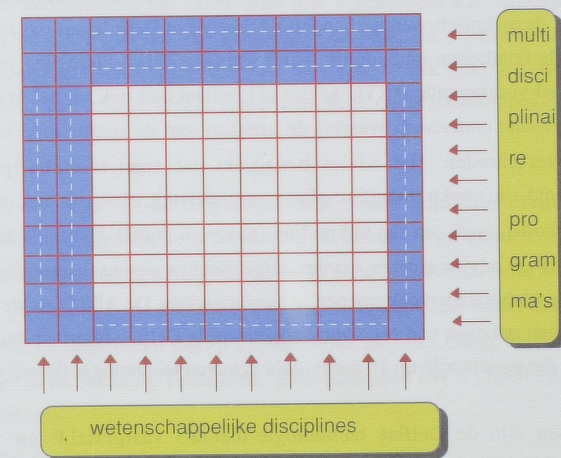 multi
disci
plinai
re
pro
gram
ma's
wetenschappelijke disciplines